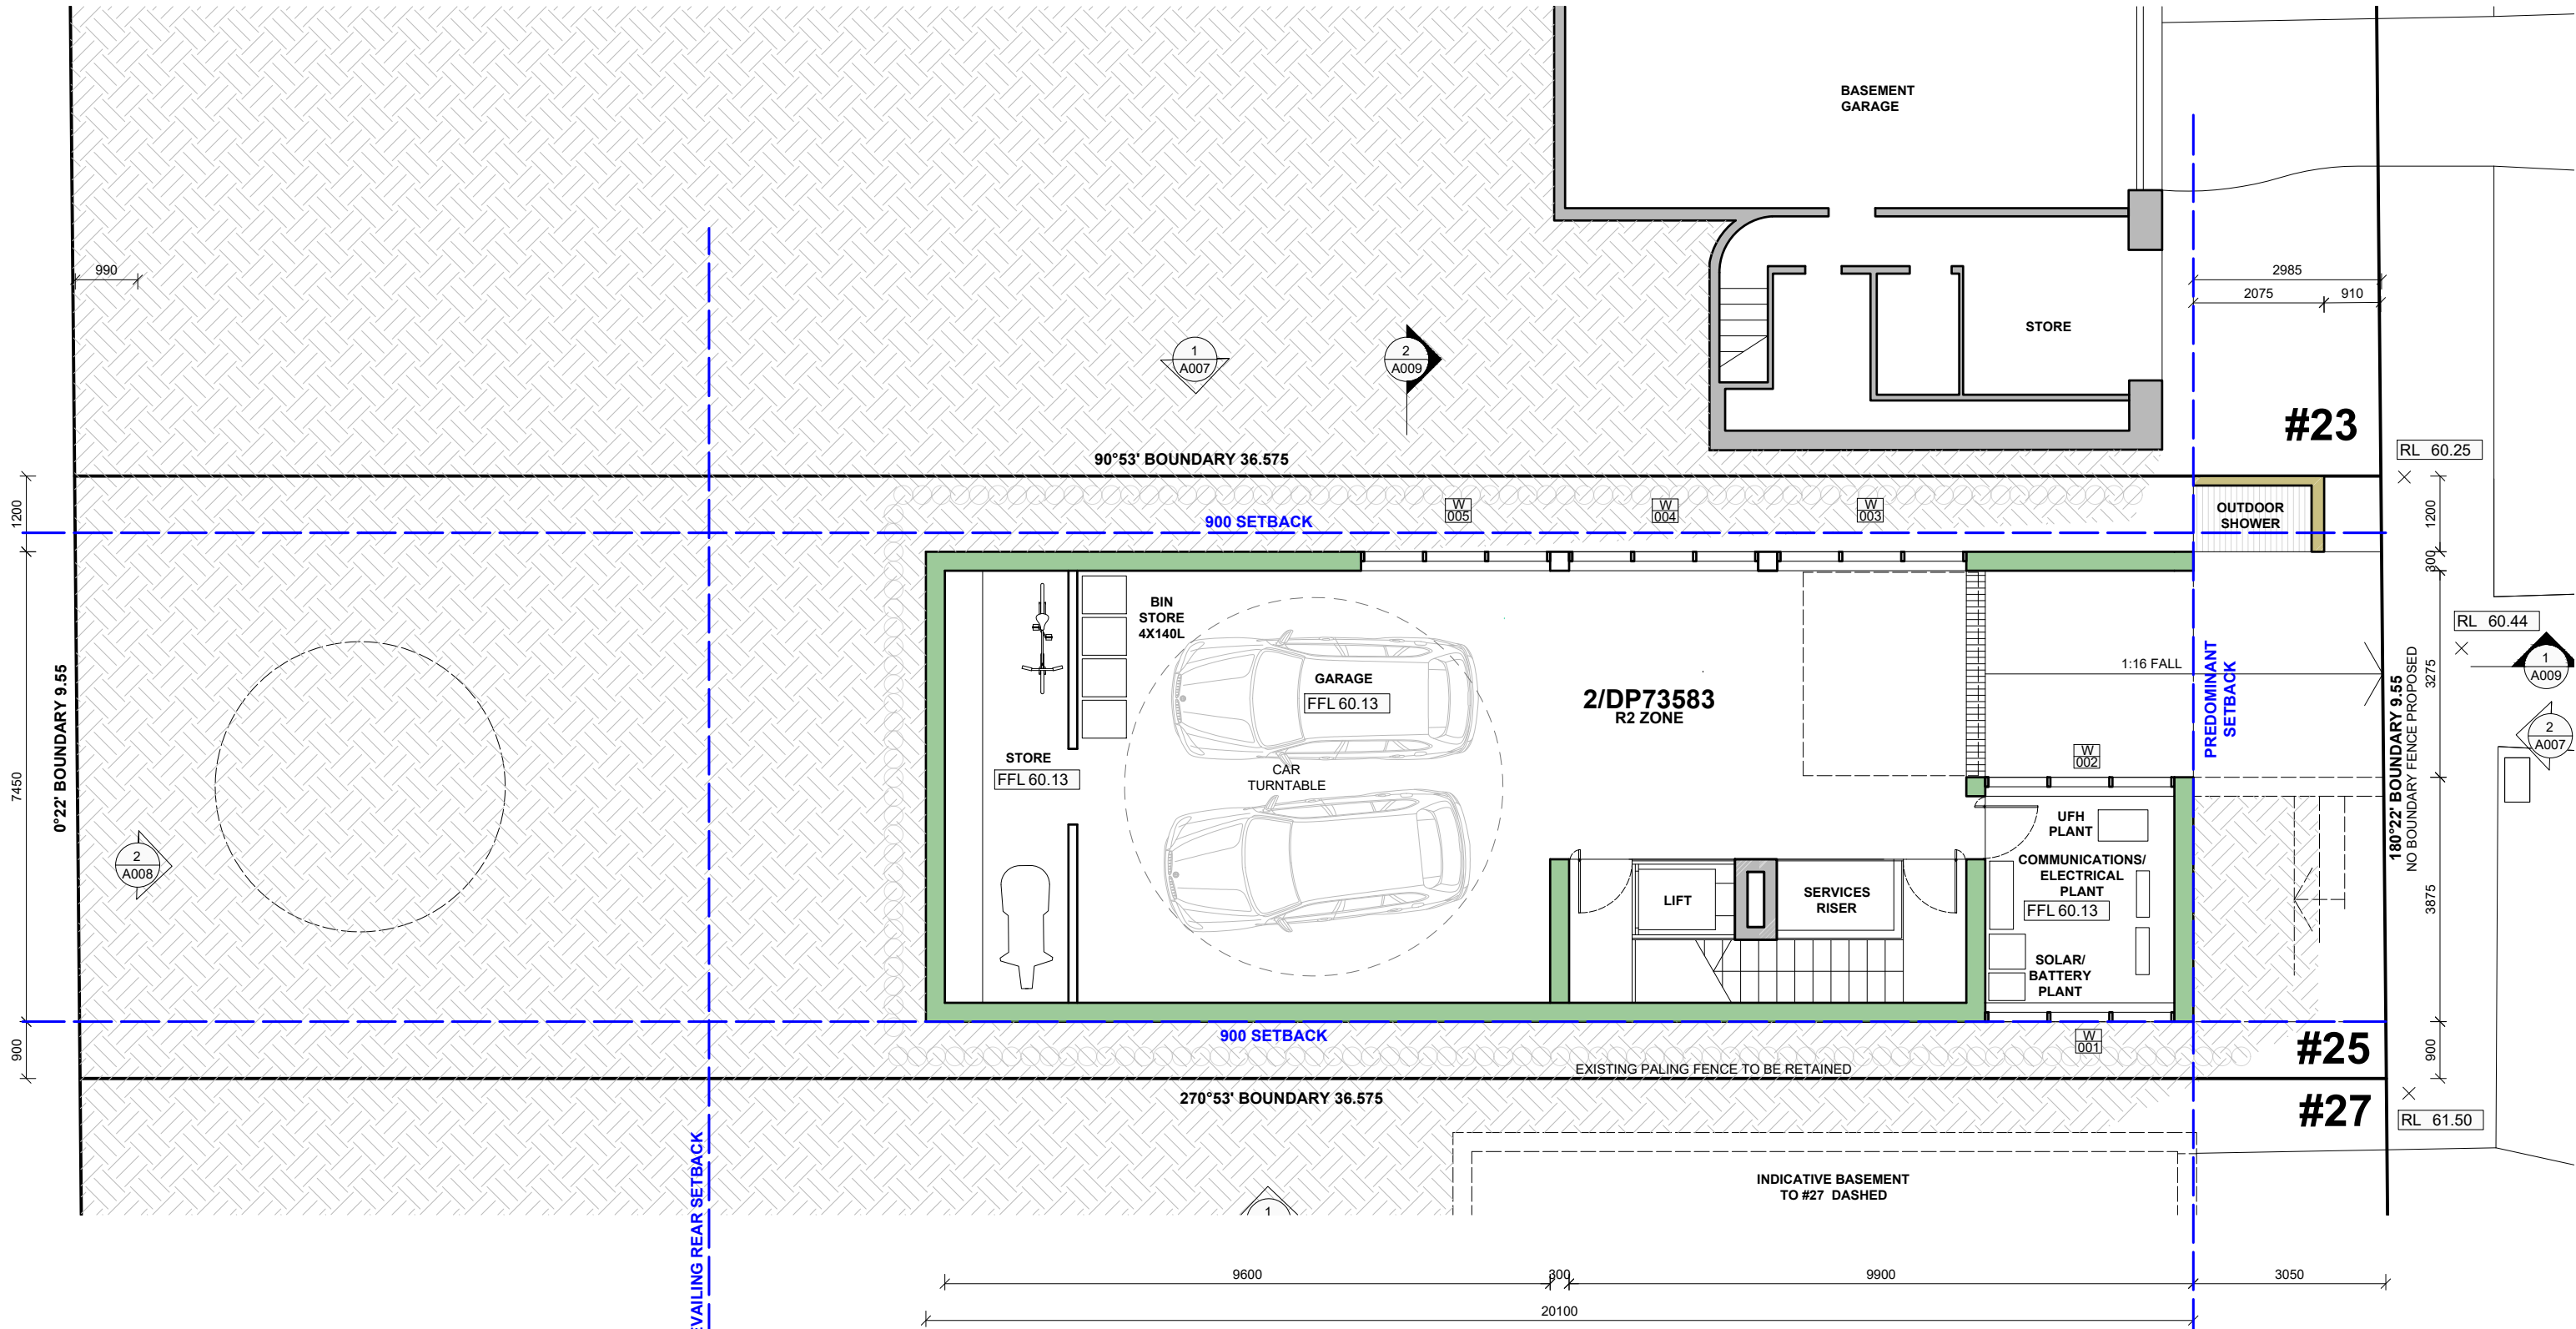 BASEMENT
GARAGE
990
2985
2075
910
1
A007
2
A009
STORE
#23
90°53' BOUNDARY 36.575
RL 60.25
1200
W
005
W
004
W
003
OUTDOOR
SHOWER
1200
900 SETBACK
300
BIN
STORE
4X140L
RL 60.44
GARAGE
FFL 60.13
2/DP73583
R2 ZONE
1:16 FALL
PREDOMINANT
SETBACK
3275
1
A009
0°22' BOUNDARY 9.55
180°22' BOUNDARY 9.55
NO BOUNDARY FENCE PROPOSED
2
A007
STORE
FFL 60.13
CAR
TURNTABLE
W
002
7450
UFH
PLANT
2
A008
COMMUNICATIONS/
ELECTRICAL
PLANT
FFL 60.13
LIFT
SERVICES
RISER
3875
SOLAR/
BATTERY
PLANT
900 SETBACK
W
001
#25
900
900
EXISTING PALING FENCE TO BE RETAINED
270°53' BOUNDARY 36.575
#27
RL 61.50
EVAILING REAR SETBACK
INDICATIVE BASEMENT
TO #27 DASHED
1
9600
300
9900
3050
20100